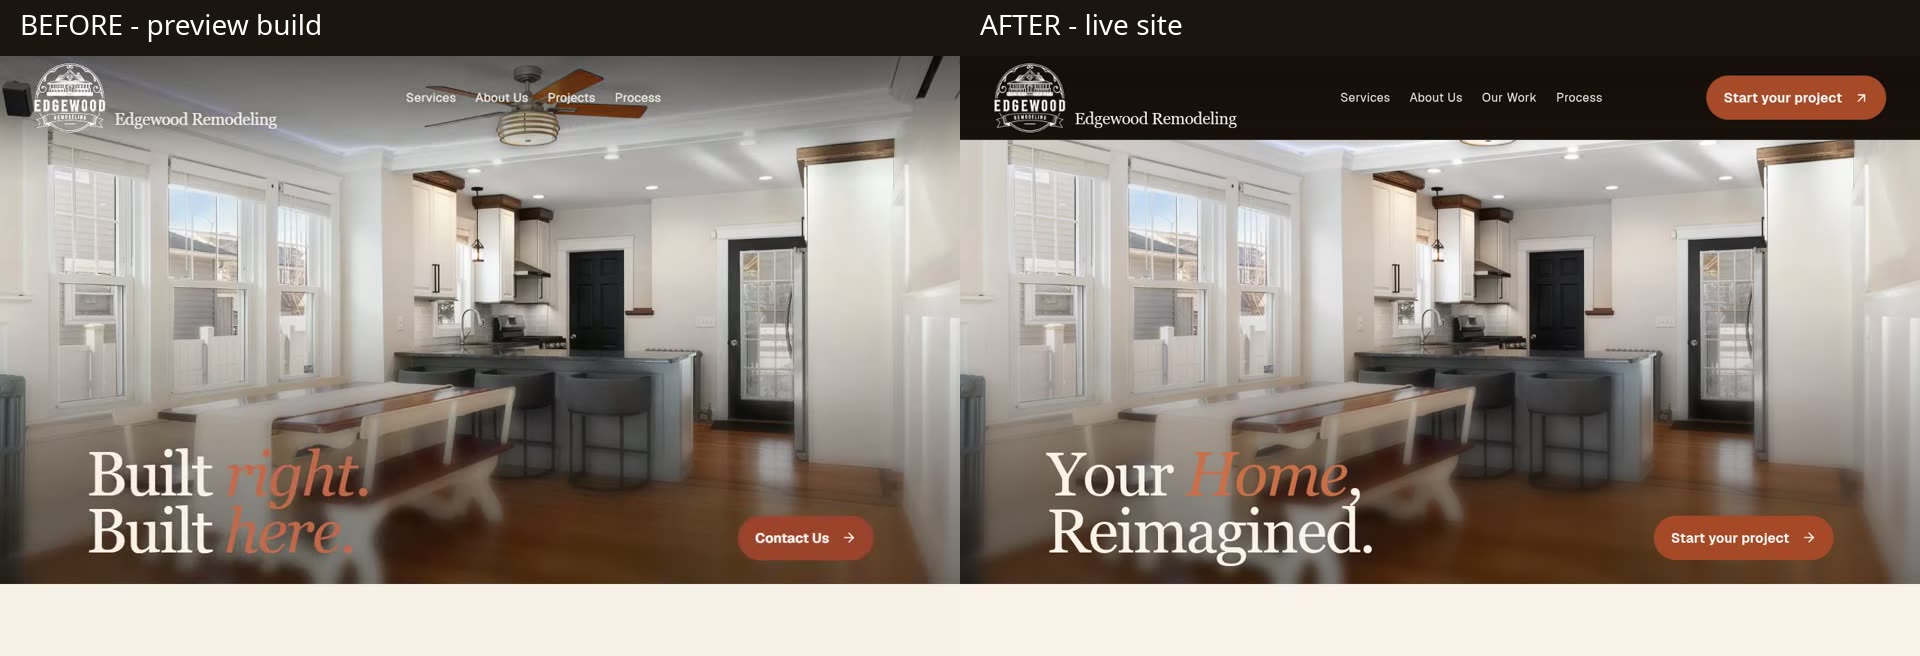 BEFORE - preview build
EDGEWOOD
REMODELING
Edgewood Remodeling
Services About Us Projects Process
Built right.
Built here.
Contact Us
AFTER - live site
EDGEWOOD
REMODELING
Edgewood Remodeling
Services About Us Our Work Process
Start your project
Your Home,
Reimagined.
Start your project